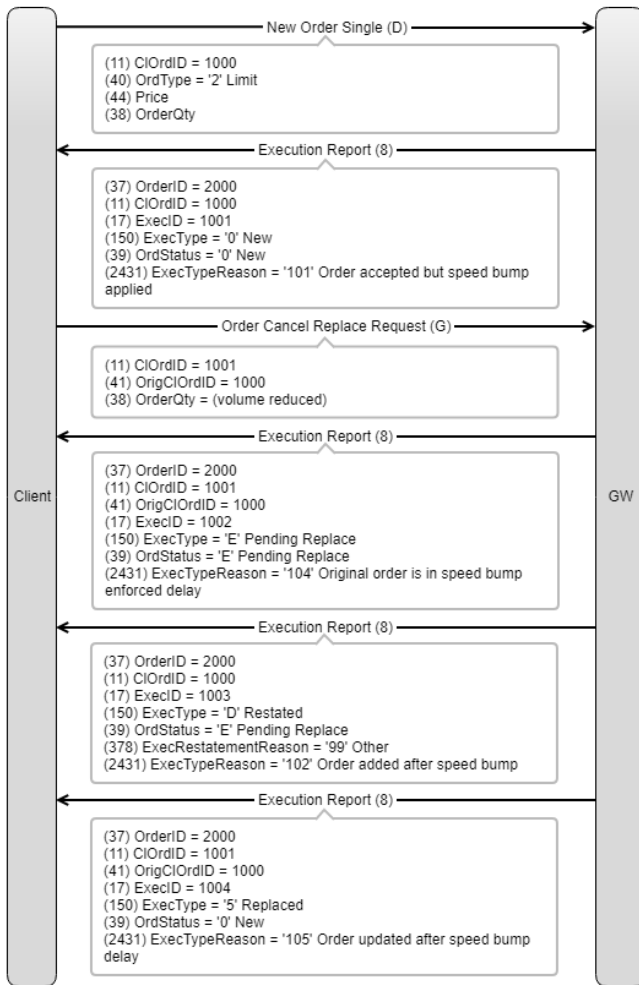 New Order Single (D)
(11) ClOrdID = 1000
(40) OrdType = '2' Limit
(44) Price
(38) OrderQty
Execution Report (8)
(37) OrderID = 2000
(11) ClOrdID = 1000
(17) ExecID = 1001
(150) ExecType = '0' New
(39) OrdStatus = '0' New
(2431) ExecTypeReason = '101' Order accepted but speed bump
applied
Order Cancel Replace Request (G)
(11) ClOrdID = 1001
(41) OrigClOrdID = 1000
(38) OrderQty = (volume reduced)
Execution Report (8)
(37) OrderID = 2000
(11) ClOrdID = 1001
(41) OrigClOrdID = 1000
(17) ExecID = 1002
(150) ExecType = 'E' Pending Replace
(39) OrdStatus = 'E' Pending Replace
(2431) ExecTypeReason = '104' Original order is in speed bump
enforced delay
Client
GW
Execution Report (8)
(37) OrderID = 2000
(11) ClOrdID = 1000
(17) ExecID = 1003
(150) ExecType = 'D' Restated
(39) OrdStatus = 'E' Pending Replace
(378) ExecRestatementReason = '99' Other
(2431) ExecTypeReason = '102' Order added after speed bump
Execution Report (8)
(37) OrderID = 2000
(11) ClOrdID = 1001
(41) OrigClOrdID = 1000
(17) ExecID = 1004
(150) ExecType = '5' Replaced
(39) OrdStatus = '0' New
(2431) ExecTypeReason = '105' Order updated after speed bump
delay